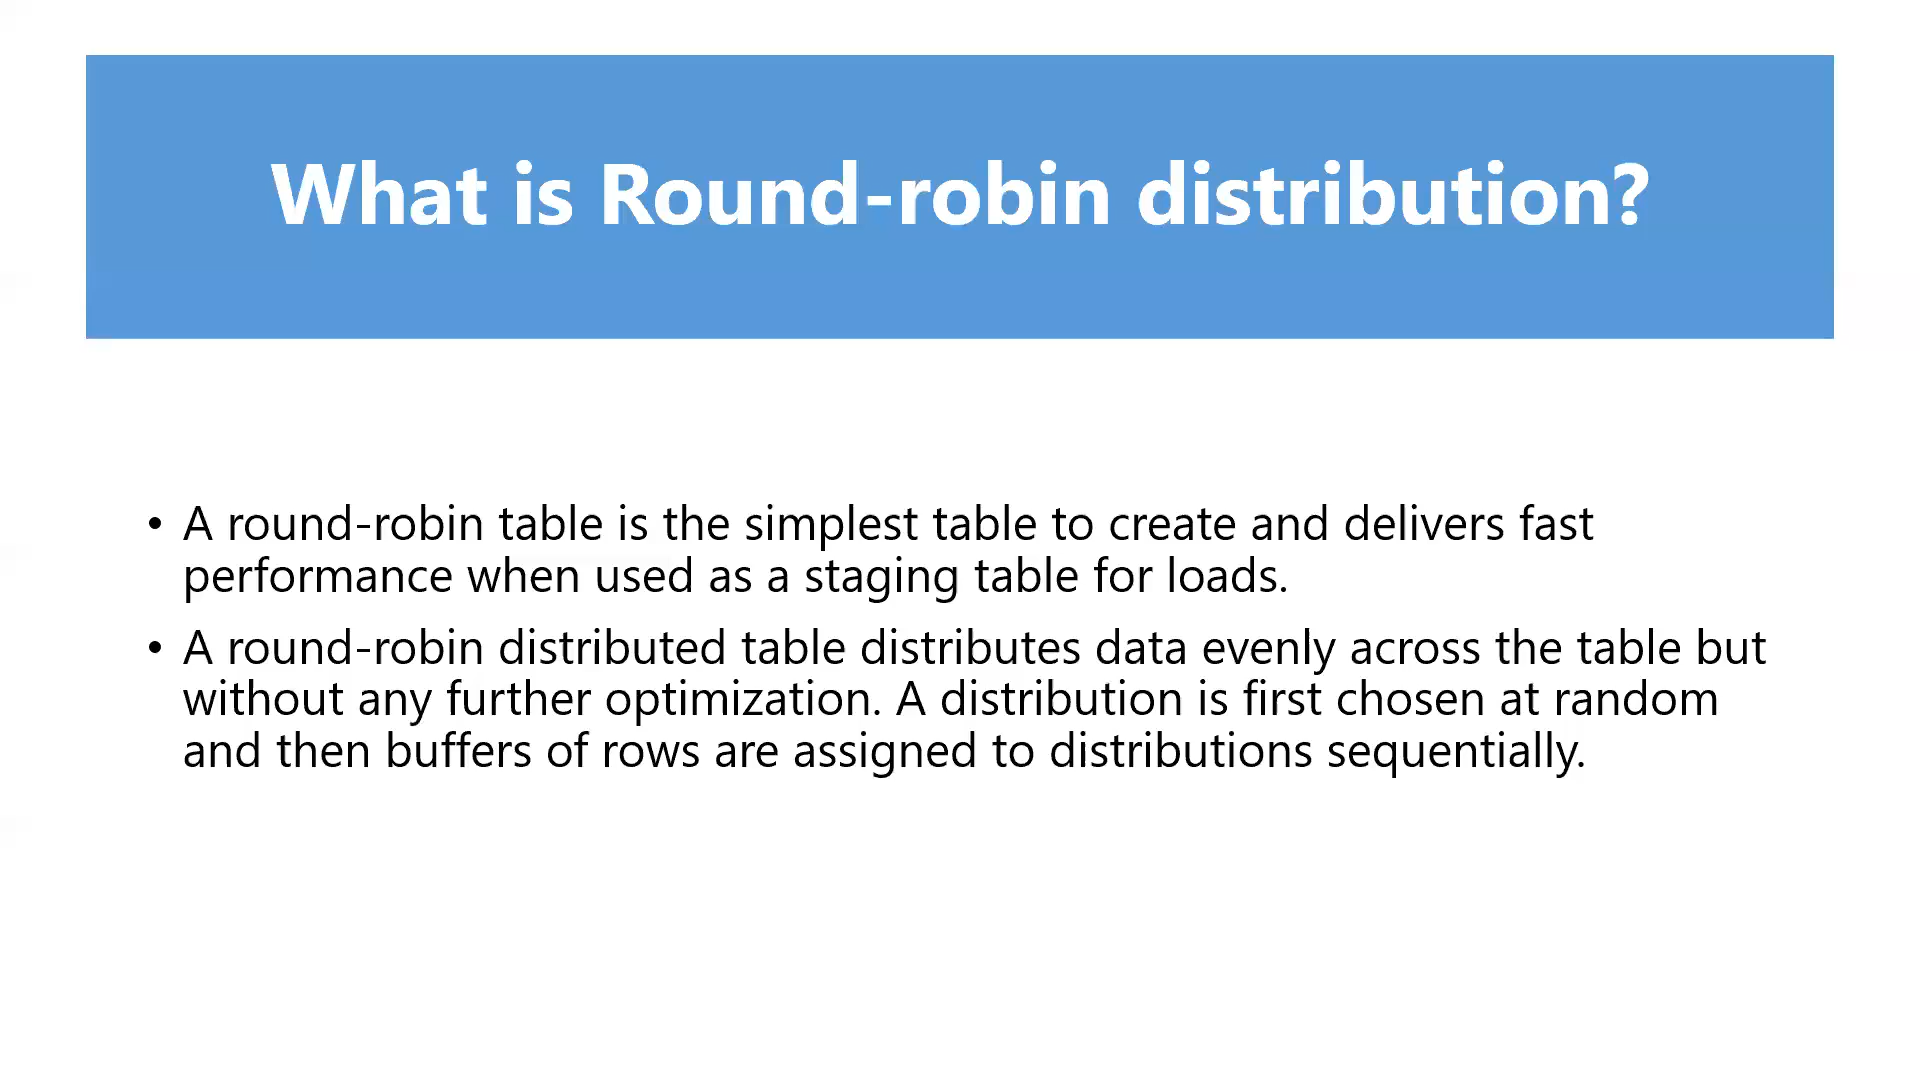 What is Round-robin distribution?
• A round-robin table is the simplest table to create and delivers fast
performance when used as a staging table for loads.
• A round-robin distributed table distributes data evenly across the table but
without any further optimization. A distribution is first chosen at random
and then buffers of rows are assigned to distributions sequentially.